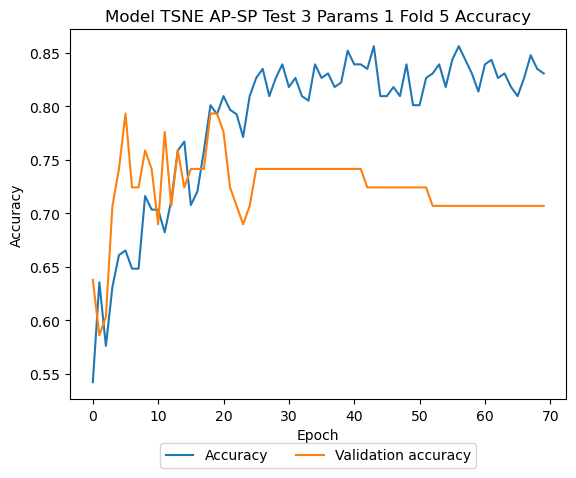 Model TSNE AP-SP Test 3 Params 1 Fold 5 Accuracy
0.85
0.80
0.75
0.70
0.65
0.60
0.55
Accuracy
0 10 20 30 40 50 60 70
Epoch
Accuracy Validation accuracy